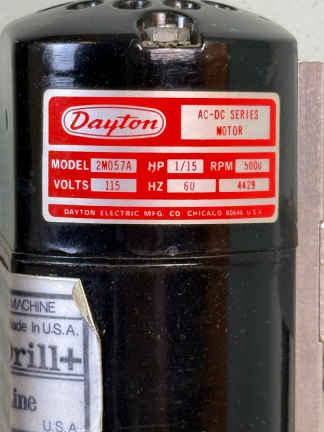 Dayton
AC-DC SERIES
MOTOR
MODEL 2M057A HP 1/15 RPM 5000
VOLTS 115 HZ 60 4429
DAYTON ELECTRIC MFG. CO CHICAGO 60648 U.S.A
MACHINE
ade In U.S.A.
rill+
ine
U.S.A